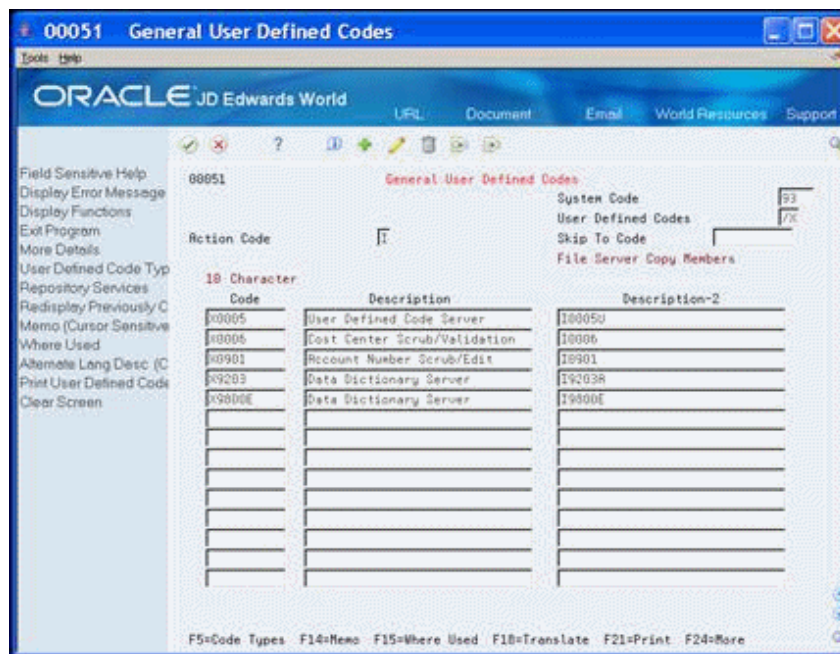 00051 General User Defined Codes
Tools Help
ORACLE JD Edwards World
URL Document Email World Resources Support
Field Sensitive Help
Display Error Message
Display Functions
Exit Program
More Details
User Defined Code Typ
Repository Services
Redisplay Previously C
Memo (Cursor Sensitive
Where Used
Alternate Lang Desc (C
Print User Defined Code
Clear Screen
00051 General User Defined Codes
System Code 93
User Defined Codes /X
Action Code I Skip To Code
File Server Copy Members
10 Character
Code Description Description-2
X0005 User Defined Code Server I0005U
X0006 Cost Center Scrub/Validation I0006
X0901 Account Number Scrub/Edit I0901
X9203 Data Dictionary Server I9203R
X9800E Data Dictionary Server I9800E
F5=Code Types F14=Memo F15=Where Used F18=Translate F21=Print F24=More